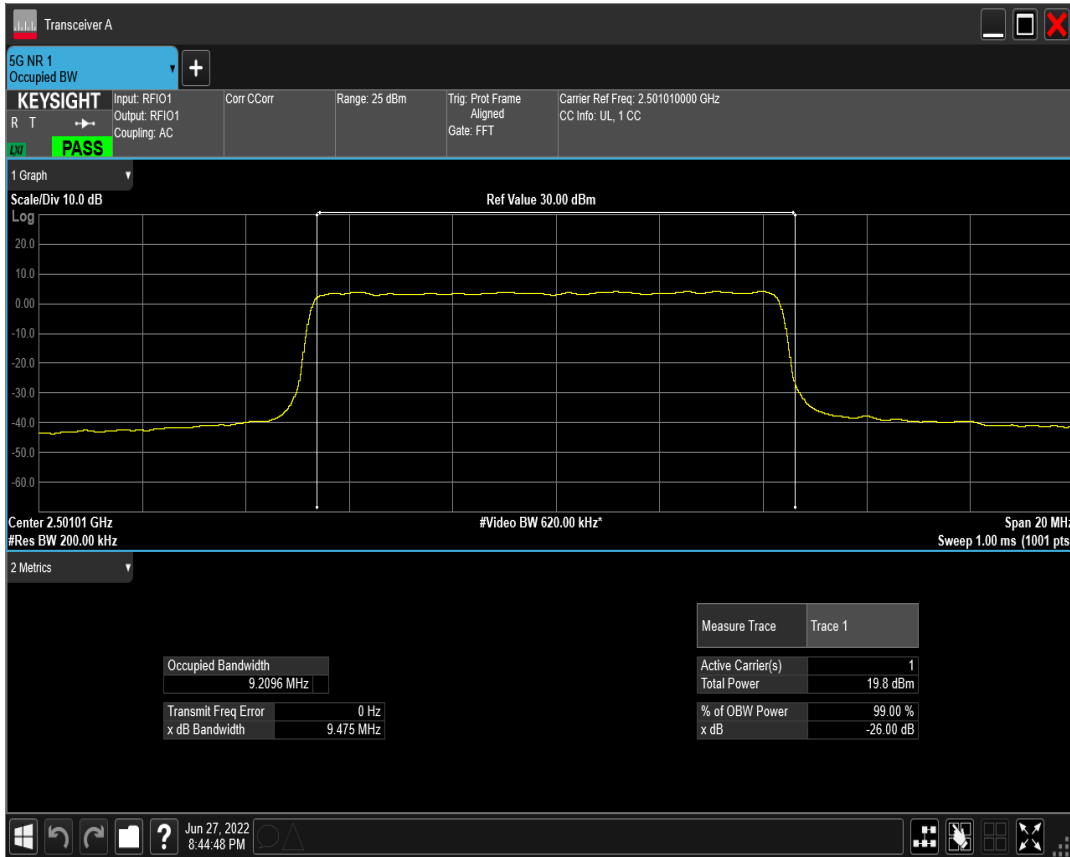 Transceiver A
5G NR 1
Occupied BW
KEYSIGHT
R T
LXI
PASS
Input: RFIO1
Output: RFIO1
Coupling: AC
Corr CCorr
Range: 25 dBm
Trig: Prot Frame
Aligned
Gate: FFT
Carrier Ref Freq: 2.501010000 GHz
CC Info: UL, 1 CC
1 Graph
Scale/Div 10.0 dB
Ref Value 30.00 dBm
Log
20.0
10.0
0.00
-10.0
-20.0
-30.0
-40.0
-50.0
-60.0
Center 2.50101 GHz
#Video BW 620.00 kHz*
Span 20 MHz
#Res BW 200.00 kHz
Sweep 1.00 ms (1001 pts
2 Metrics
Measure Trace Trace 1
Occupied Bandwidth
9.2096 MHz
Active Carrier(s) 1
Total Power 19.8 dBm
Transmit Freq Error 0 Hz
x dB Bandwidth 9.475 MHz
% of OBW Power 99.00 %
x dB -26.00 dB
?
Jun 27, 2022
8:44:48 PM